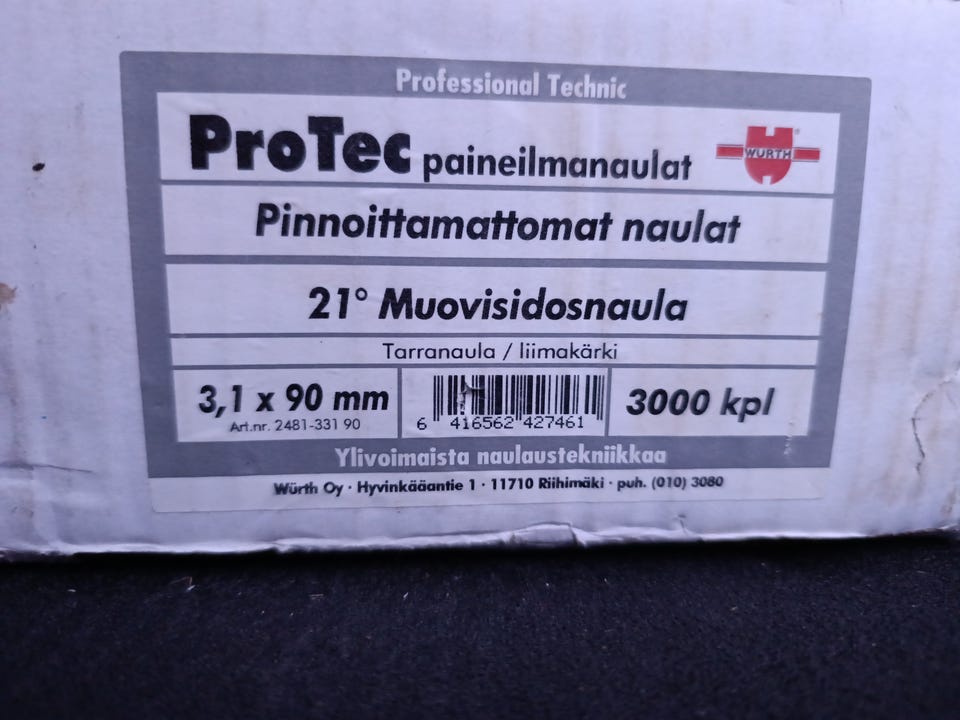 Professional Technic
ProTec paineilmanaulat
WÜRTH
Pinnoittamattomat naulat
21° Muovisidosnaula
Tarranaula / liimakärki
3,1 x 90 mm
Art.nr. 2481-331 90
6 416562 427461
3000 kpl
Ylivoimaista naulaustekniikkaa
Würth Oy · Hyvinkääantie 1 · 11710 Riihimäki · puh. (010) 3080